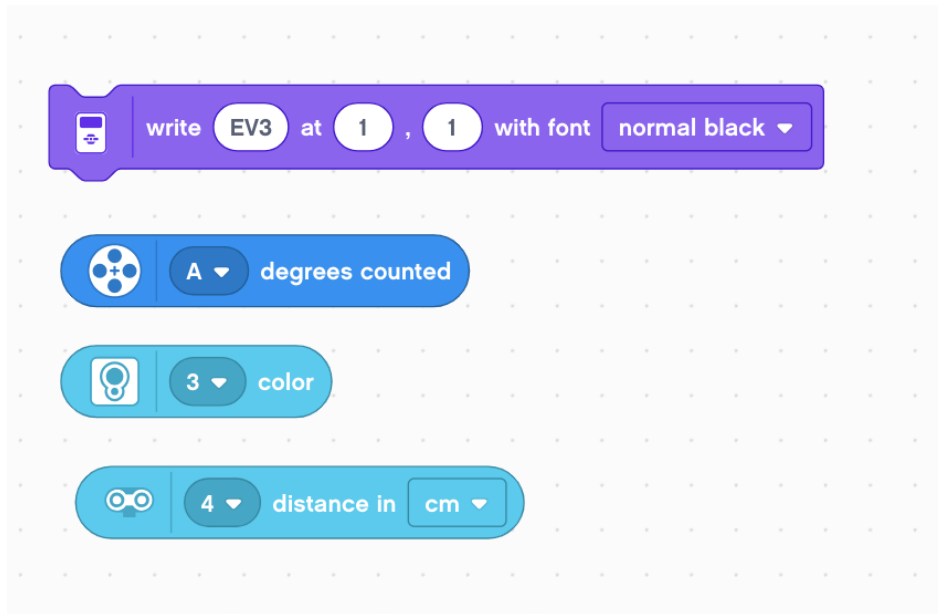 write EV3 at 1 , 1 with font normal black
A degrees counted
3 color
4 distance in cm